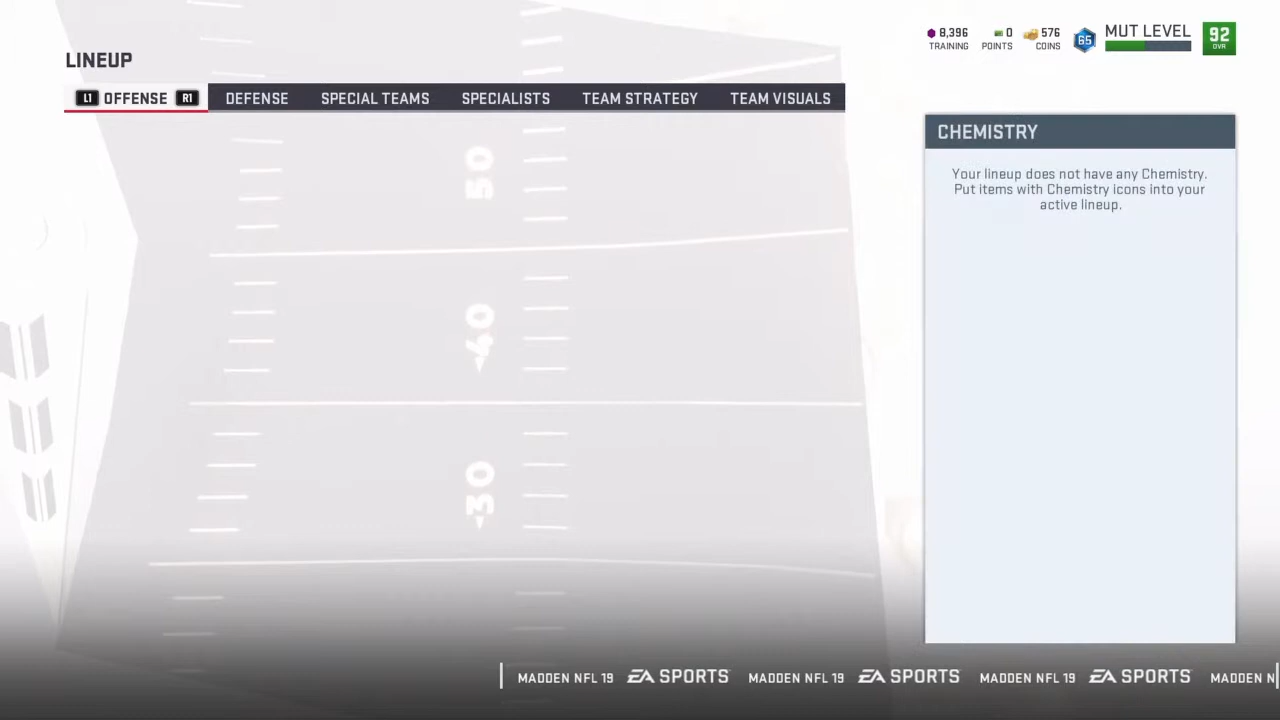 LINEUP
8,396 TRAINING
0 POINTS
576 COINS
65
MUT LEVEL
92 OVR
L1 OFFENSE R1
DEFENSE
SPECIAL TEAMS
SPECIALISTS
TEAM STRATEGY
TEAM VISUALS
CHEMISTRY
Your lineup does not have any Chemistry.
Put items with Chemistry icons into your
active lineup.
50
40
30
MADDEN NFL 19 EA SPORTS MADDEN NFL 19 EA SPORTS MADDEN NFL 19 EA SPORTS MADDEN N